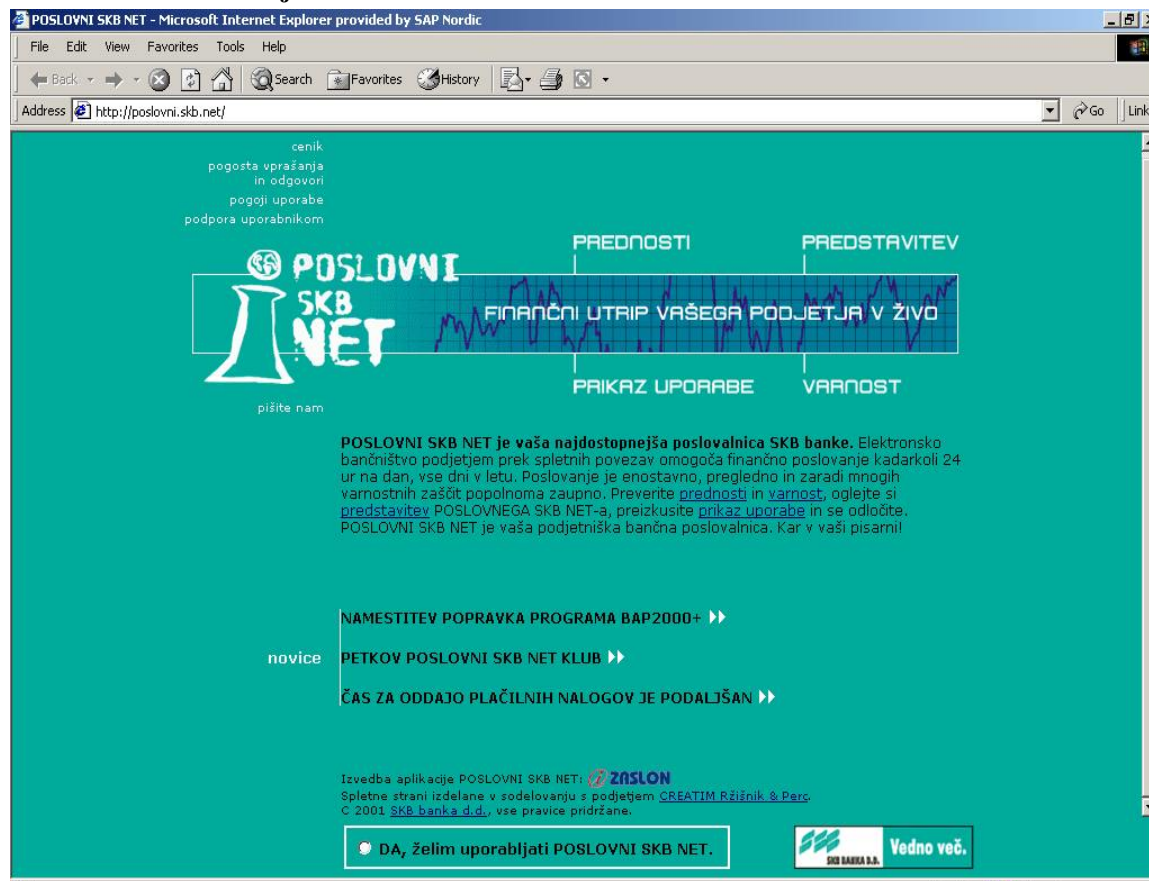 POSLOVNI SKB NET - Microsoft Internet Explorer provided by SAP Nordic
File Edit View Favorites Tools Help
Back Search Favorites History
Address http://poslovni.skb.net/ Go Link
cenik
pogosta vprašanja
in odgovori
pogoji uporabe
podpora uporabnikom
PREDNOSTI PREDSTAVITEV
POSLOVNI
SKB
NET
FINANČNI UTRIP VAŠEGA PODJETJA V ŽIVO
PRIKAZ UPORABE VARNOST
pišite nam
POSLOVNI SKB NET je vaša najdostopnejša poslovalnica SKB banke. Elektronsko
bančništvo podjetjem prek spletnih povezav omogoča finančno poslovanje kadarkoli 24
ur na dan, vse dni v letu. Poslovanje je enostavno, pregledno in zaradi mnogih
varnostnih zaščit popolnoma zaupno. Preverite prednosti in varnost, oglejte si
predstavitev POSLOVNEGA SKB NET-a, preizkusite prikaz uporabe in se odločite.
POSLOVNI SKB NET je vaša podjetniška bančna poslovalnica. Kar v vaši pisarni!
NAMESTITEV POPRAVKA PROGRAMA BAP2000+
novice PETKOV POSLOVNI SKB NET KLUB
ČAS ZA ODDAJO PLAČILNIH NALOGOV JE PODALJŠAN
Izvedba aplikacije POSLOVNI SKB NET: ZASLON
Spletne strani izdelane v sodelovanju s podjetjem CREATIM Ržišnik & Perc.
© 2001 SKB banka d.d., vse pravice pridržane.
DA, želim uporabljati POSLOVNI SKB NET.
SKB BANKA D.D. Vedno več.